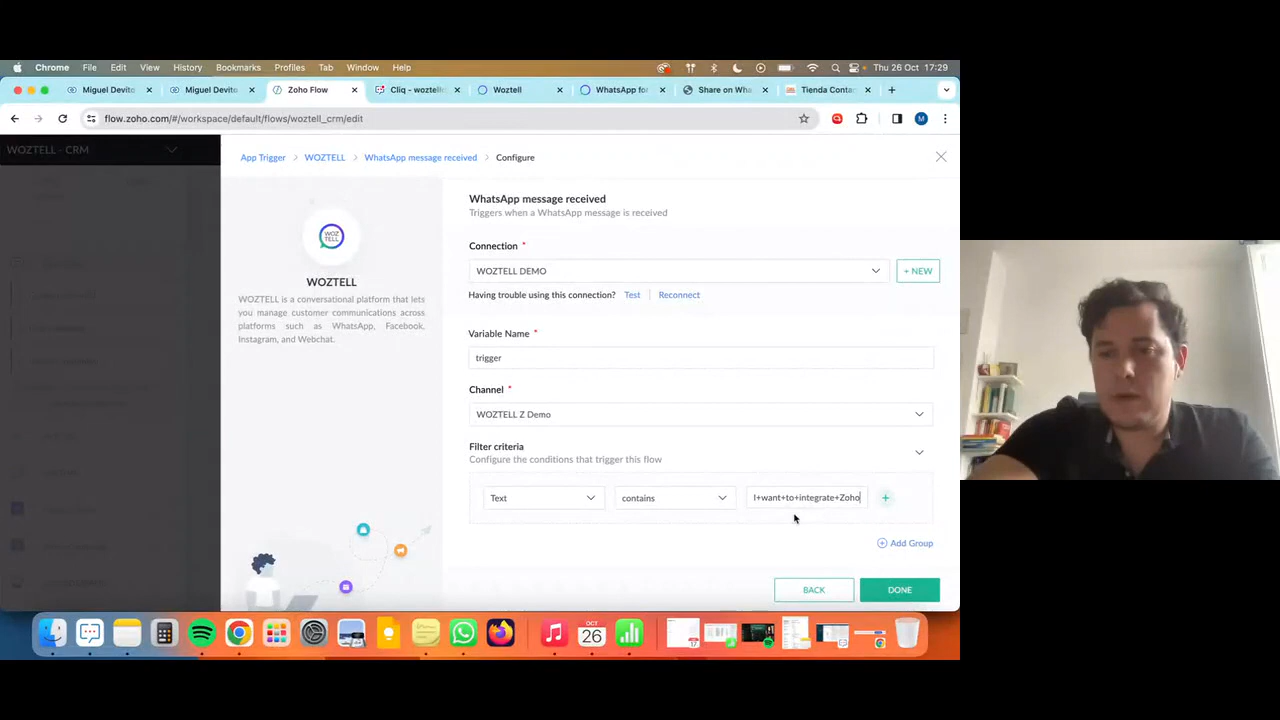 Chrome File Edit View History Bookmarks Profiles Tab Window Help Thu 26 Oct 17:29
Miguel Devito Miguel Devito Zoho Flow Cliq - woztell Woztell WhatsApp for Share on Wha Tienda Contac
flow.zoho.com/#/workspace/default/flows/woztell_crm/edit M
WOZTELL - CRM
App Trigger > WOZTELL > WhatsApp message received > Configure
WhatsApp message received
Triggers when a WhatsApp message is received
Connection *
WOZTELL DEMO + NEW
Having trouble using this connection? Test | Reconnect
WOZ TELL
WOZTELL
WOZTELL is a conversational platform that lets
you manage customer communications across
platforms such as WhatsApp, Facebook,
Instagram, and Webchat.
Variable Name *
trigger
Channel *
WOZTELL Z Demo
Filter criteria
Configure the conditions that trigger this flow
Text contains I+want+to+integrate+Zoho +
Add Group
BACK DONE
OCT
26
17